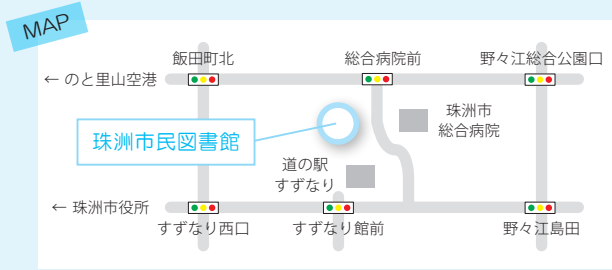 MAP
飯田町北
総合病院前
野々江総合公園口
← のと里山空港
珠洲市
総合病院
珠洲市民図書館
道の駅
すずなり
← 珠洲市役所
すずなり西口
すずなり館前
野々江島田